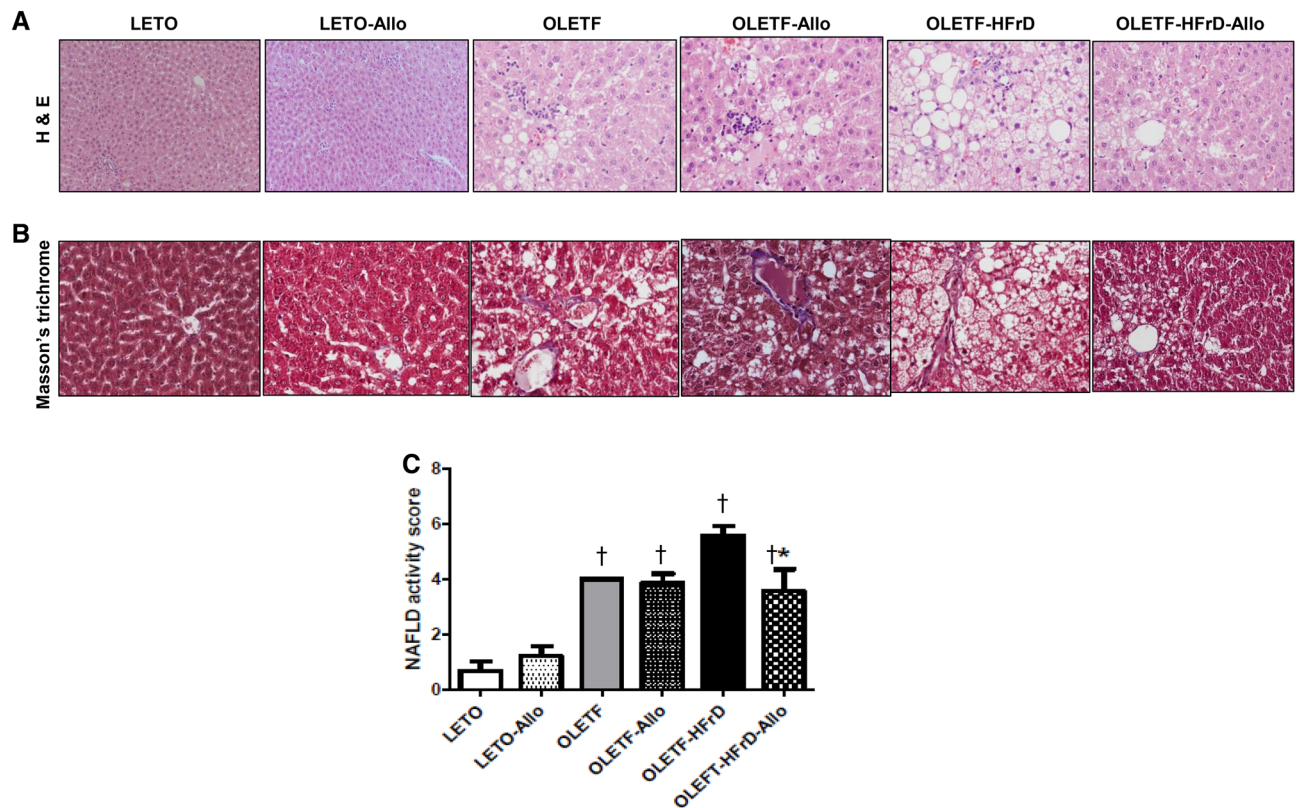 A
LETO LETO-Allo OLETF OLETF-Allo OLETF-HFrD OLETF-HFrD-Allo
H & E
B
Masson's trichrome
C
NAFLD activity score
8
6
4
2
0
† † † †*
LETO
LETO-Allo
OLETF
OLETF-Allo
OLETF-HFrD
OLEFT-HFrD-Allo